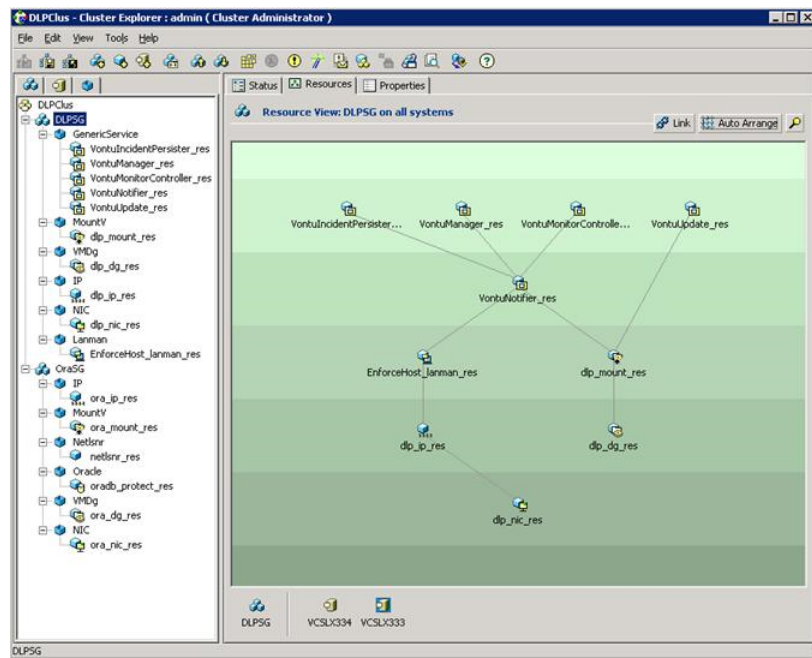 DLPClus - Cluster Explorer : admin ( Cluster Administrator )
File Edit View Tools Help
Status Resources Properties
DLPClus
DLPSG
GenericService
VontuIncidentPersister_res
VontuManager_res
VontuMonitorController_res
VontuNotifier_res
VontuUpdate_res
MountV
dlp_mount_res
VMDg
dlp_dg_res
IP
dlp_ip_res
NIC
dlp_nic_res
Lanman
EnforceHost_lanman_res
OraSG
IP
ora_ip_res
MountV
ora_mount_res
Netlsnr
netlsnr_res
Oracle
oradb_protect_res
VMDg
ora_dg_res
NIC
ora_nic_res
Resource View: DLPSG on all systems
Link Auto Arrange
VontuIncidentPersister... VontuManager_res VontuMonitorControlle... VontuUpdate_res
VontuNotifier_res
EnforceHost_lanman_res dlp_mount_res
dlp_ip_res dlp_dg_res
dlp_nic_res
DLPSG VCSLX334 VCSLX333
DLPSG